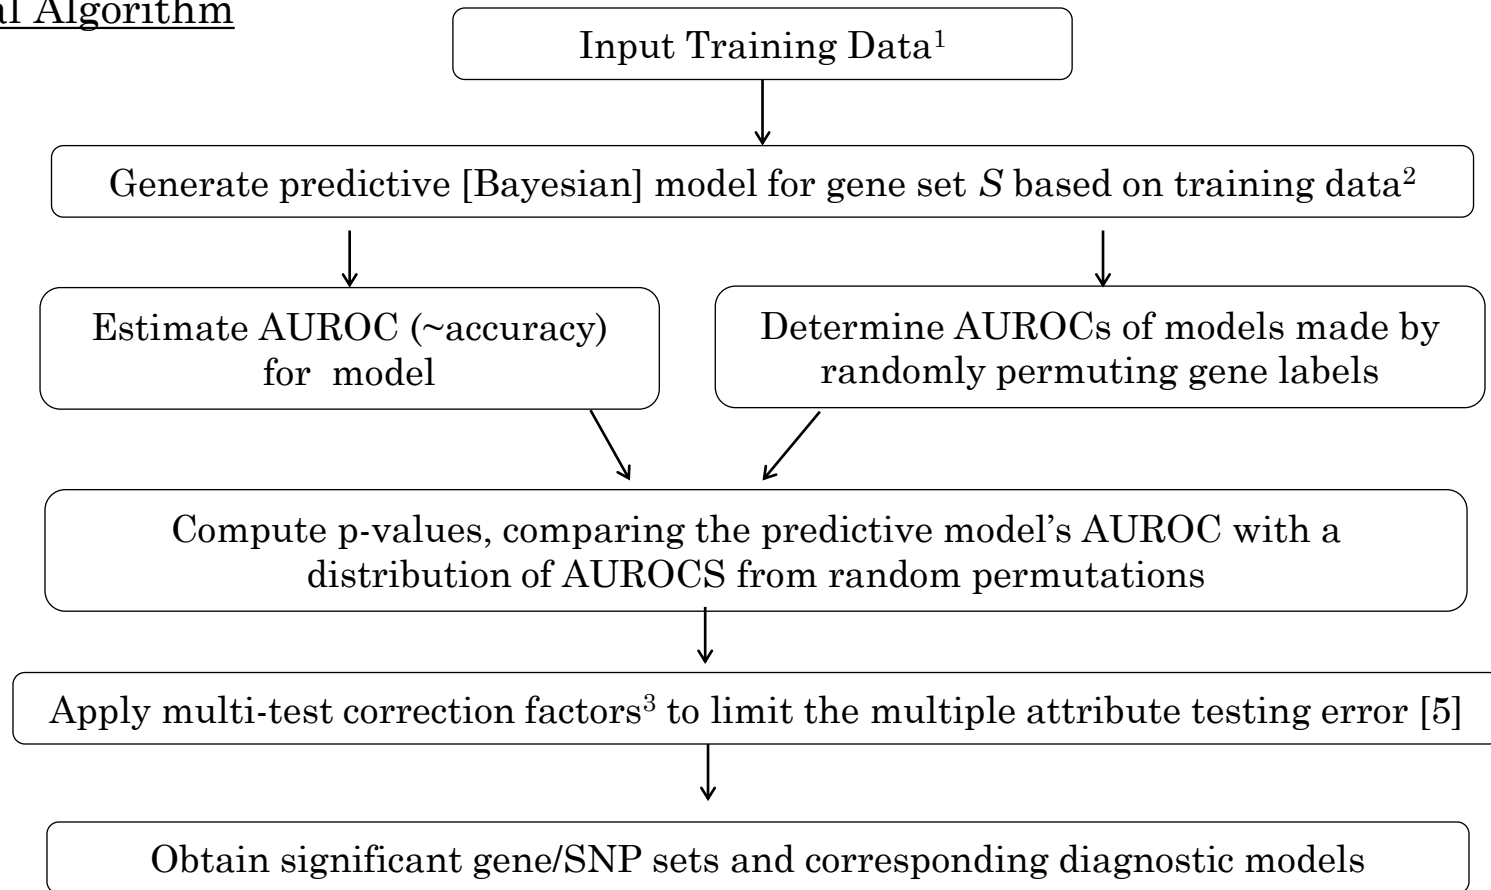 al Algorithm
Input Training Data¹
Generate predictive [Bayesian] model for gene set S based on training data²
Estimate AUROC (~accuracy)
for model
Determine AUROCs of models made by
randomly permuting gene labels
Compute p-values, comparing the predictive model’s AUROC with a
distribution of AUROCS from random permutations
Apply multi-test correction factors³ to limit the multiple attribute testing error [5]
Obtain significant gene/SNP sets and corresponding diagnostic models